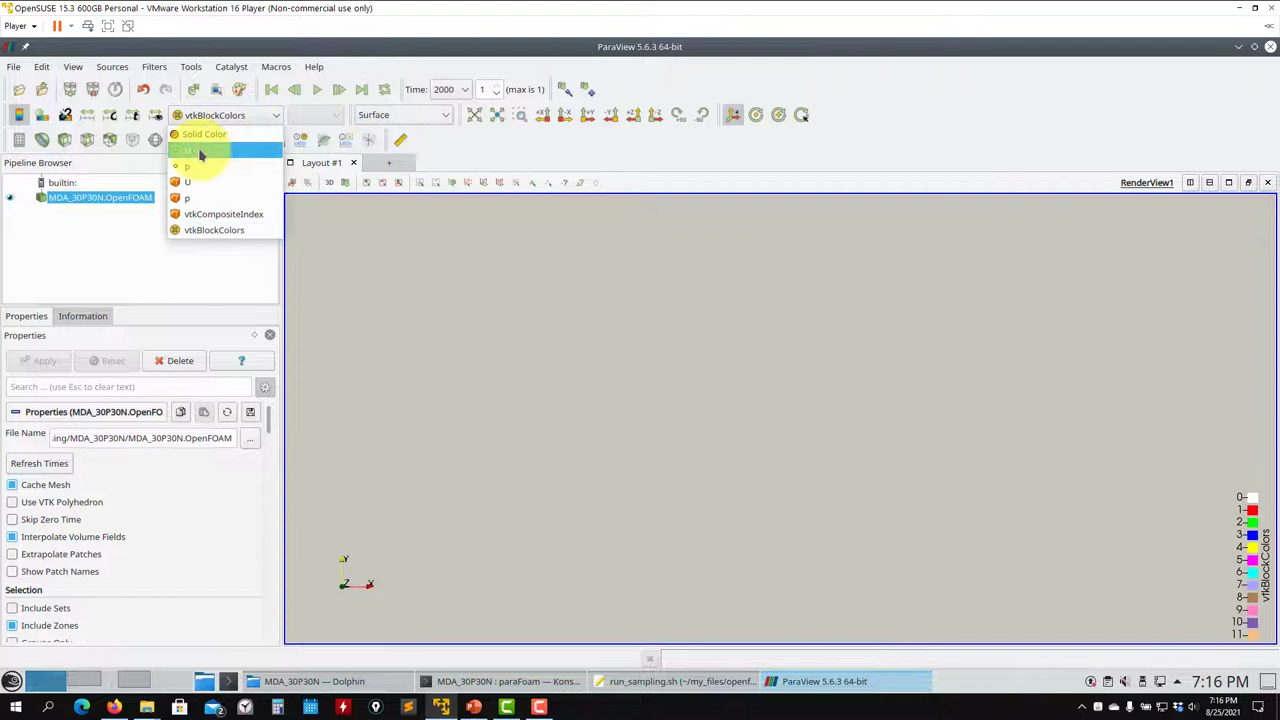 OpenSUSE 15.3 600GB Personal - VMware Workstation 16 Player (Non-commercial use only)
Player
ParaView 5.6.3 64-bit
File Edit View Sources Filters Tools Catalyst Macros Help
Time: 2000 1 (max is 1)
vtkBlockColors Surface
Solid Color
p
U
p
vtkCompositeIndex
vtkBlockColors
Pipeline Browser
builtin:
MDA_30P30N.OpenFOAM
Layout #1 +
3D RenderView1
Properties Information
Properties
Apply Reset Delete ?
Search ... (use Esc to clear text)
Properties (MDA_30P30N.OpenFO
File Name .ing/MDA_30P30N/MDA_30P30N.OpenFOAM ...
Refresh Times
Cache Mesh
Use VTK Polyhedron
Skip Zero Time
Interpolate Volume Fields
Extrapolate Patches
Show Patch Names
Selection
Include Sets
Include Zones
0
1
2
3
4
5
6
7
8
9
10
11
vtkBlockColors
Y
Z X
MDA_30P30N — Dolphin MDA_30P30N : paraFoam — Kons... run_sampling.sh (~/my_files/openf... ParaView 5.6.3 64-bit 7:16 PM
7:16 PM
8/25/2021